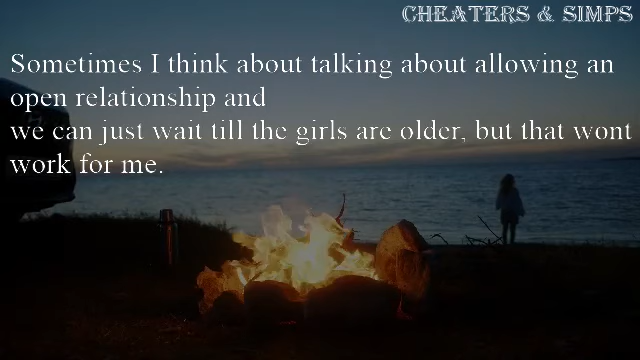 CHEATERS & SIMPS
Sometimes I think about talking about allowing an
open relationship and
we can just wait till the girls are older, but that wont
work for me.